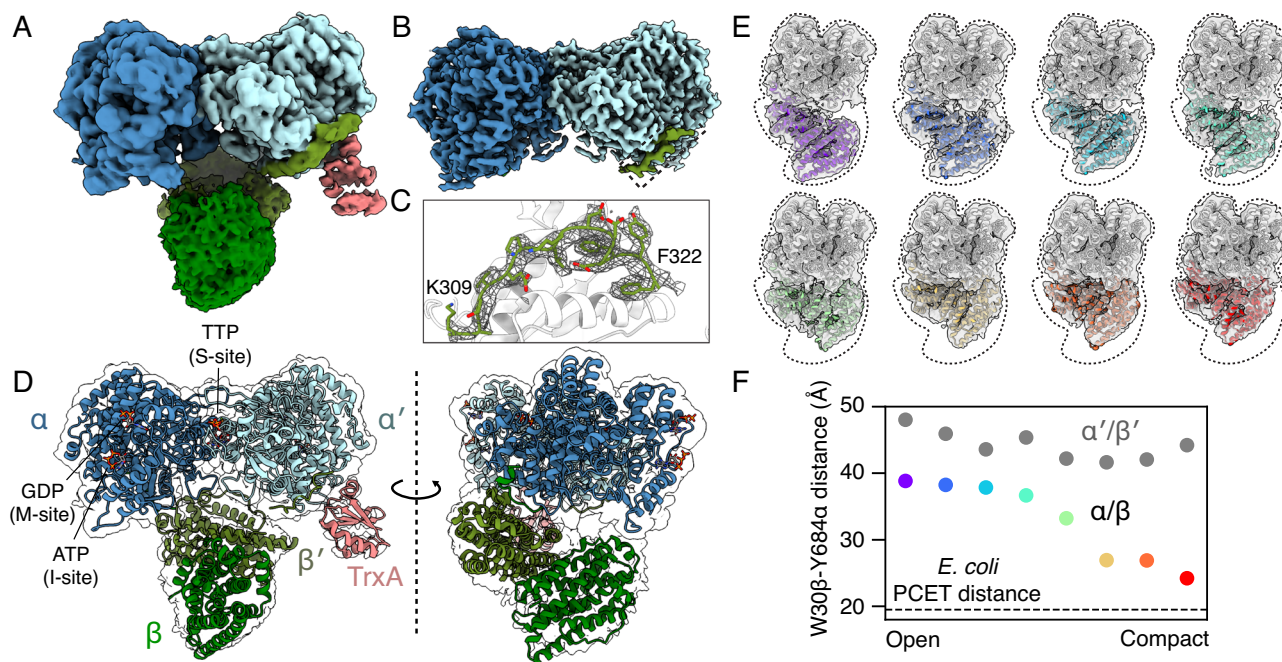 A
B
C
K309
F322
TTP
(S-site)
D
α
α′
GDP
(M-site)
ATP
(I-site)
β′
TrxA
β
E
F
W30β-Y684α distance (Å)
50
40
30
20
α′/β′
α/β
E. coli
PCET distance
Open
Compact